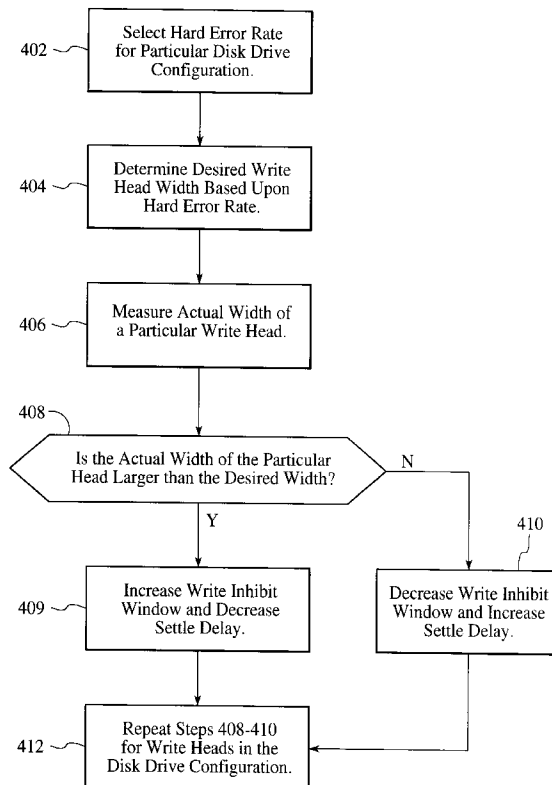 402
Select Hard Error Rate
for Particular Disk Drive
Configuration.
404
Determine Desired Write
Head Width Based Upon
Hard Error Rate.
406
Measure Actual Width of
a Particular Write Head.
408
Is the Actual Width of the Particular
Head Larger than the Desired Width?
N
Y
410
409
Increase Write Inhibit
Window and Decrease
Settle Delay.
Decrease Write Inhibit
Window and Increase
Settle Delay.
412
Repeat Steps 408-410
for Write Heads in the
Disk Drive Configuration.